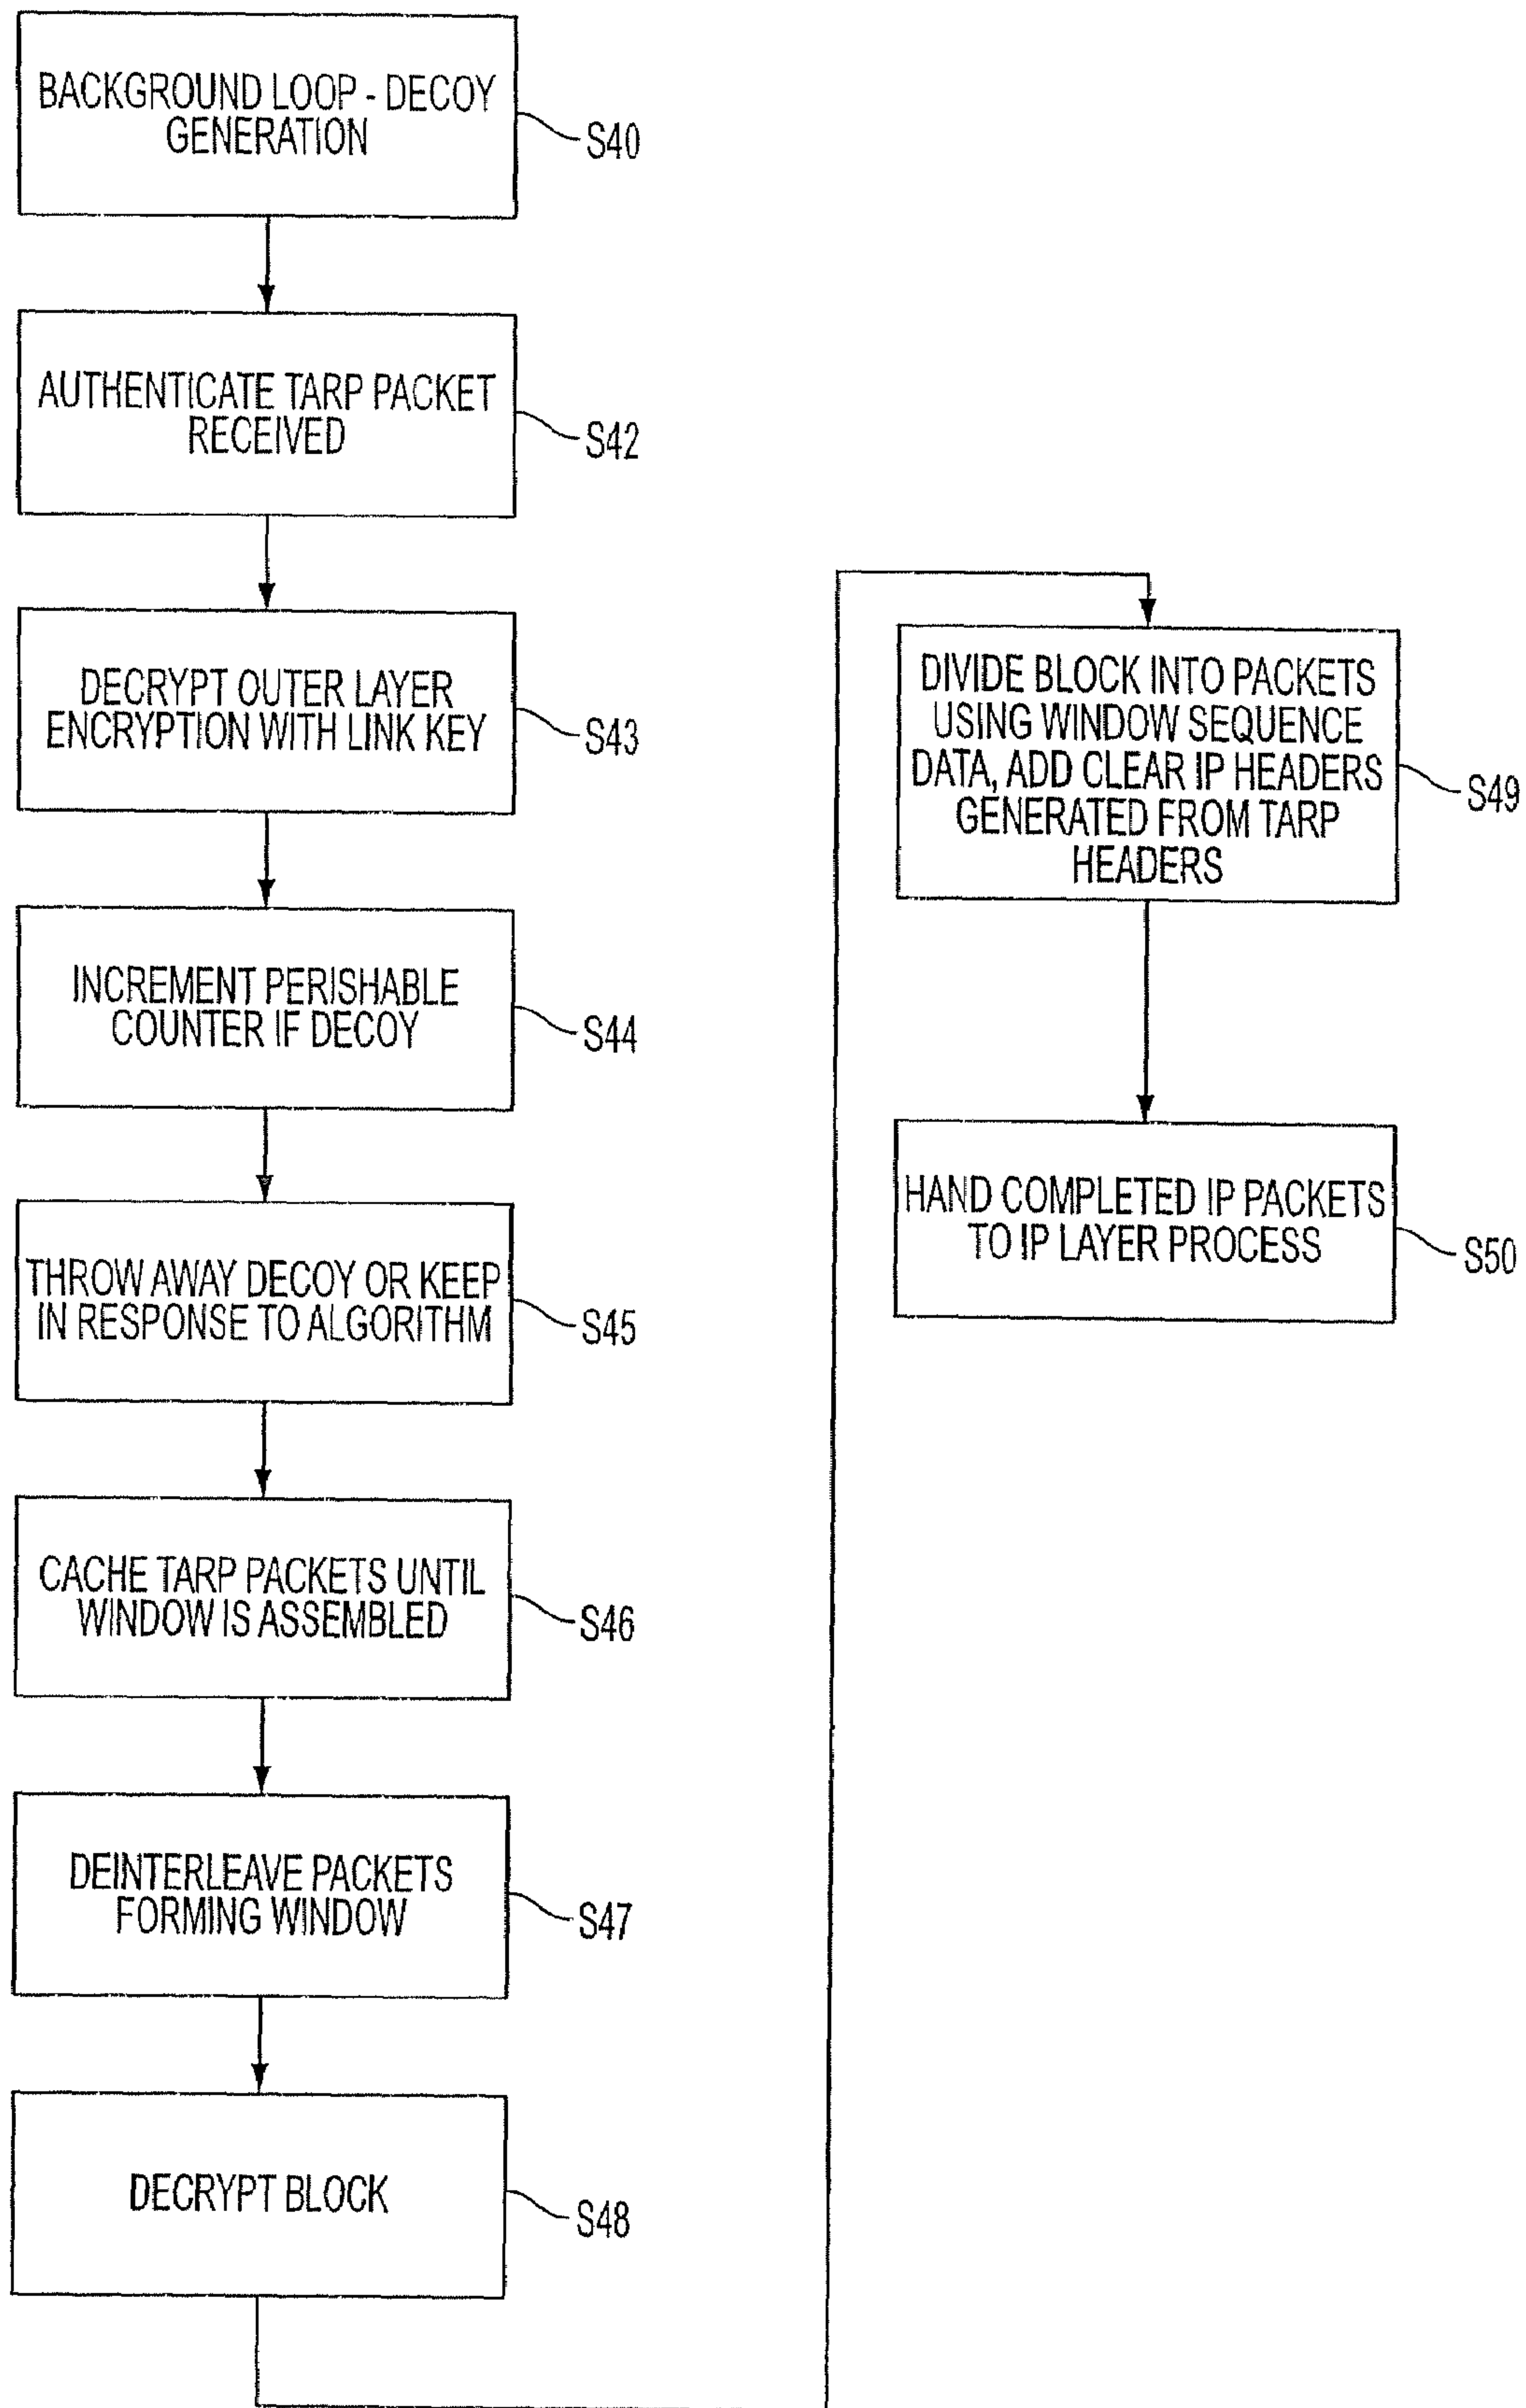 BACKGROUND LOOP - DECOY
GENERATION
S40
AUTHENTICATE TARP PACKET
RECEIVED
S42
DECRYPT OUTER LAYER
ENCRYPTION WITH LINK KEY
S43
INCREMENT PERISHABLE
COUNTER IF DECOY
S44
THROW AWAY DECOY OR KEEP
IN RESPONSE TO ALGORITHM
S45
CACHE TARP PACKETS UNTIL
WINDOW IS ASSEMBLED
S46
DEINTERLEAVE PACKETS
FORMING WINDOW
S47
DECRYPT BLOCK
S48
DIVIDE BLOCK INTO PACKETS
USING WINDOW SEQUENCE
DATA, ADD CLEAR IP HEADERS
GENERATED FROM TARP
HEADERS
S49
HAND COMPLETED IP PACKETS
TO IP LAYER PROCESS
S50